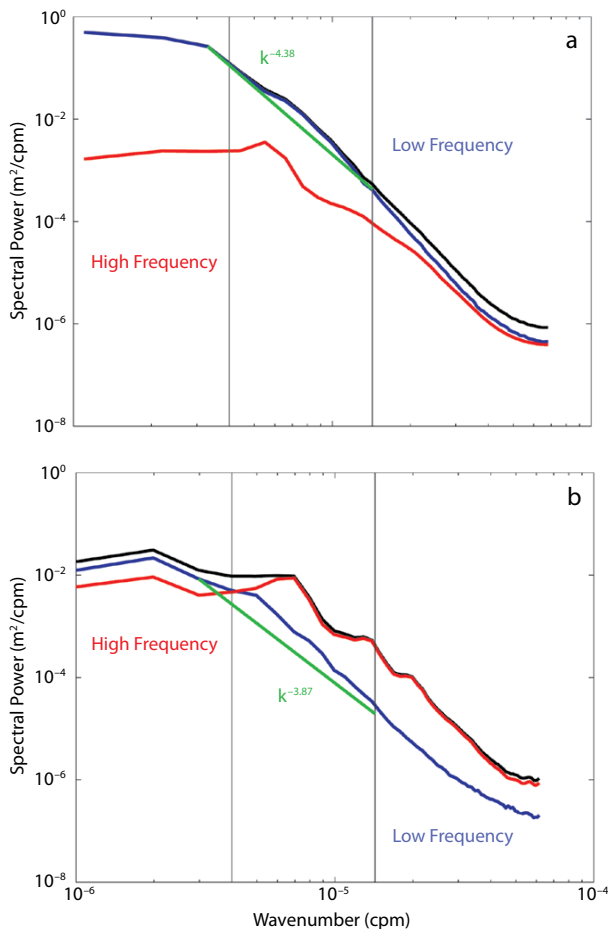 10⁰
a
k⁻⁴·³⁸
10⁻²
Low Frequency
Spectral Power (m²/cpm)
10⁻⁴
High Frequency
10⁻⁶
10⁻⁸
10⁰
b
10⁻²
High Frequency
Spectral Power (m²/cpm)
10⁻⁴
k⁻³·⁸⁷
10⁻⁶
Low Frequency
10⁻⁸
10⁻⁶ 10⁻⁵ 10⁻⁴
Wavenumber (cpm)